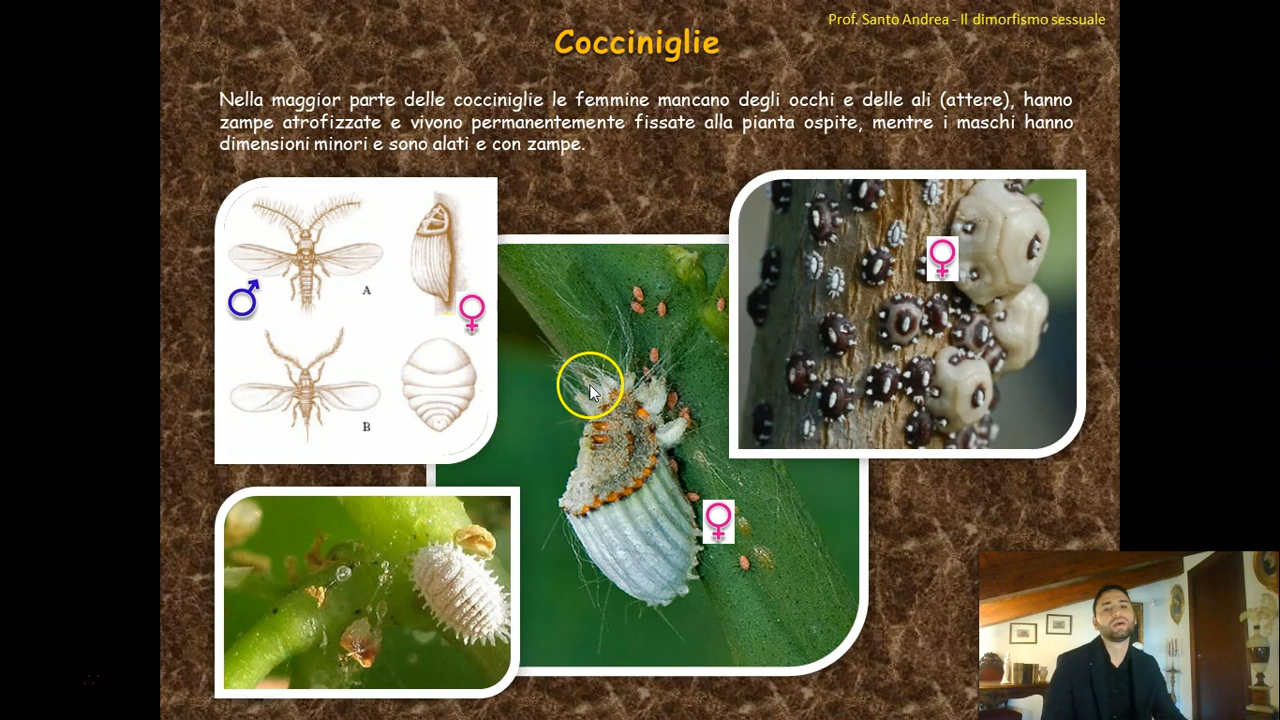 Prof. Santo Andrea - Il dimorfismo sessuale
Cocciniglie
Nella maggior parte delle cocciniglie le femmine mancano degli occhi e delle ali (attere), hanno
zampe atrofizzate e vivono permanentemente fissate alla pianta ospite, mentre i maschi hanno
dimensioni minori e sono alati e con zampe.
A
B